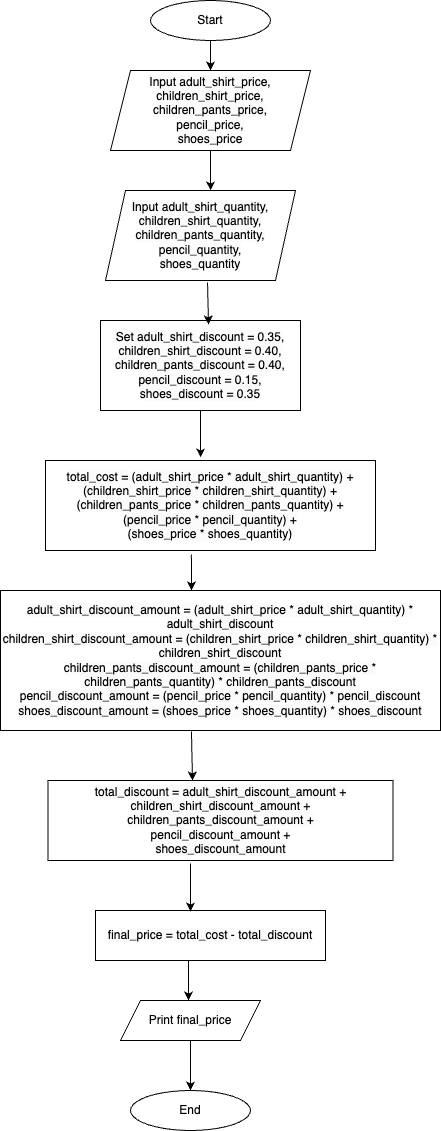 Start
Input adult_shirt_price,
children_shirt_price,
children_pants_price,
pencil_price,
shoes_price
Input adult_shirt_quantity,
children_shirt_quantity,
children_pants_quantity,
pencil_quantity,
shoes_quantity
Set adult_shirt_discount = 0.35,
children_shirt_discount = 0.40,
children_pants_discount = 0.40,
pencil_discount = 0.15,
shoes_discount = 0.35
total_cost = (adult_shirt_price * adult_shirt_quantity) +
(children_shirt_price * children_shirt_quantity) +
(children_pants_price * children_pants_quantity) +
(pencil_price * pencil_quantity) +
(shoes_price * shoes_quantity)
adult_shirt_discount_amount = (adult_shirt_price * adult_shirt_quantity) *
adult_shirt_discount
children_shirt_discount_amount = (children_shirt_price * children_shirt_quantity) *
children_shirt_discount
children_pants_discount_amount = (children_pants_price *
children_pants_quantity) * children_pants_discount
pencil_discount_amount = (pencil_price * pencil_quantity) * pencil_discount
shoes_discount_amount = (shoes_price * shoes_quantity) * shoes_discount
total_discount = adult_shirt_discount_amount +
children_shirt_discount_amount +
children_pants_discount_amount +
pencil_discount_amount +
shoes_discount_amount
final_price = total_cost - total_discount
Print final_price
End